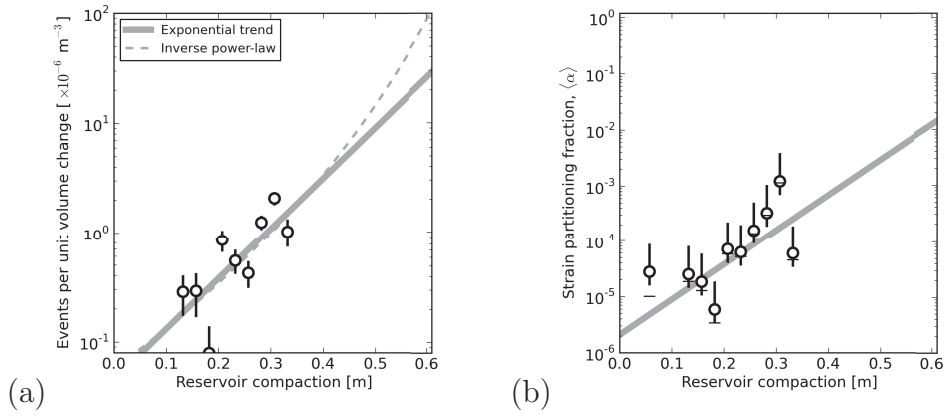 10^2
10^1
10^0
10^-1
Events per uni: volume change [ ×10^−6 m^−3]
Exponential trend
Inverse power-law
0.0 0.1 0.2 0.3 0.4 0.5 0.6
Reservoir compaction [m]
(a)
10^0
10^-1
10^-2
10^-3
10^-4
10^-5
10^-6
Strain partitioning fraction, ⟨α⟩
0.0 0.1 0.2 0.3 0.4 0.5 0.6
Reservoir compaction [m]
(b)